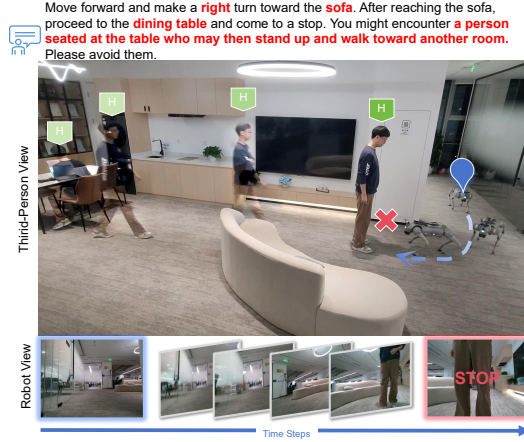 Move forward and make a right turn toward the sofa. After reaching the sofa,
proceed to the dining table and come to a stop. You might encounter a person
seated at the table who may then stand up and walk toward another room.
Please avoid them.
H
H
H
H
Thirid-Person View
Robot View
STOP
Time Steps